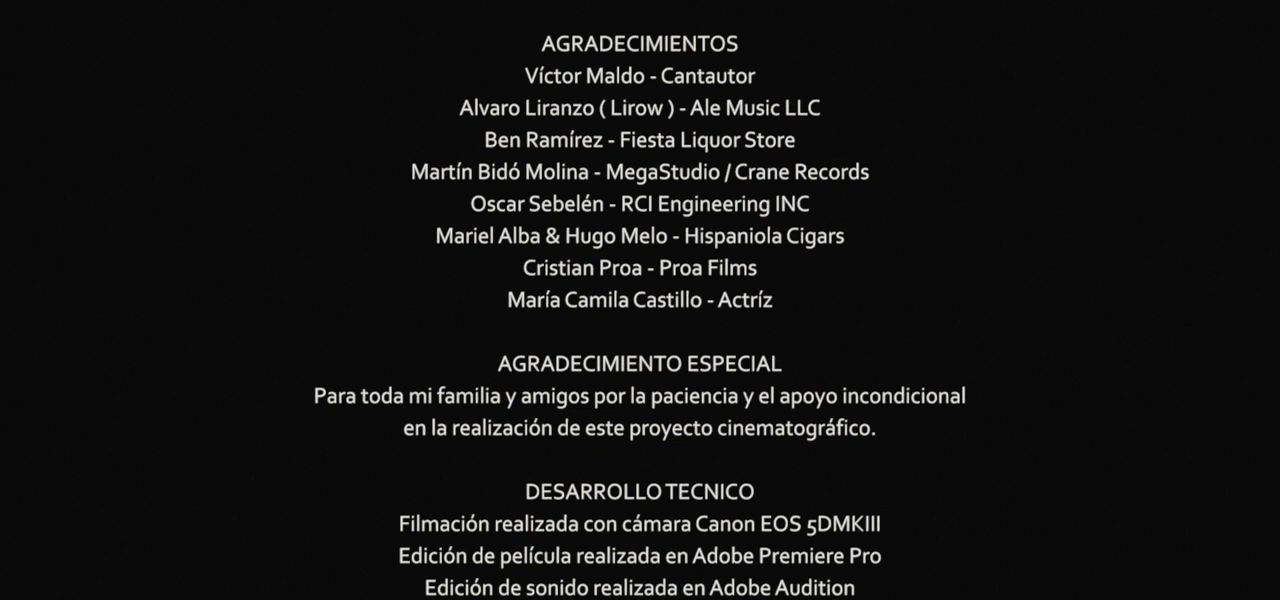 AGRADECIMIENTOS
Víctor Maldo - Cantautor
Alvaro Liranzo ( Lirow ) - Ale Music LLC
Ben Ramírez - Fiesta Liquor Store
Martín Bidó Molina - MegaStudio / Crane Records
Oscar Sebelén - RCI Engineering INC
Mariel Alba & Hugo Melo - Hispaniola Cigars
Cristian Proa - Proa Films
María Camila Castillo - Actríz
AGRADECIMIENTO ESPECIAL
Para toda mi familia y amigos por la paciencia y el apoyo incondicional
en la realización de este proyecto cinematográfico.
DESARROLLO TECNICO
Filmación realizada con cámara Canon EOS 5DMKIII
Edición de película realizada en Adobe Premiere Pro
Edición de sonido realizada en Adobe Audition